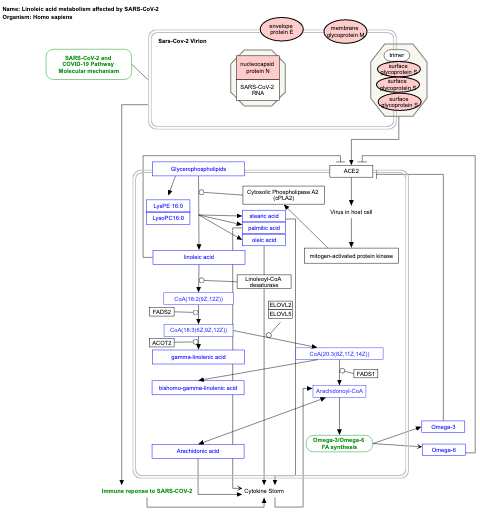 Name: Linoleic acid metabolism affected by SARS-CoV-2
Organism: Homo sapiens
envelope
protein E
membrane
glycoprotein M
Sars-Cov-2 Virion
SARS-CoV-2 and
COVID-19 Pathway
Molecular mechanism
trimer
nucleocapsid
protein N
SARS-CoV-2
RNA
surface
glycoprotein S
surface
glycoprotein S
surface
glycoprotein S
Glycerophospholipids
ACE2
Cytosolic Phospholipase A2
(cPLA2)
LysPE 16:0
LysoPC16:0
stearic acid
palmitic acid
oleic acid
Virus in host cell
linoleic acid
mitogen-activated protein kinase
Linoleoyl-CoA
desaturase
CoA(18:2(9Z,12Z))
FADS2
ELOVL2
ELOVL5
CoA(18:3(6Z,9Z,12Z))
ACOT2
gamma-linolenic acid
CoA(20:3(8Z,11Z,14Z))
FADS1
bishomo-gamma-linolenic acid
Arachidonoyl-CoA
Omega-3
Omega-3/Omega-6
FA synthesis
Arachidonic acid
Omega-6
Immune reponse to SARS-COV-2
Cytokine Storm